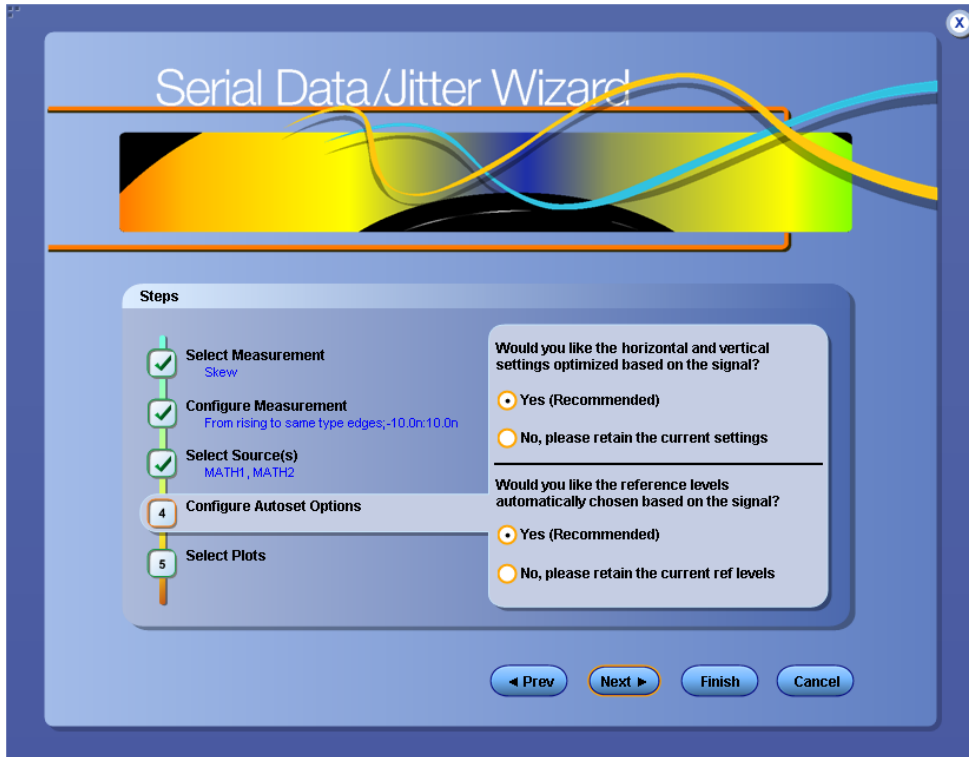 X
Serial Data/Jitter Wizard
Steps
Select Measurement
Skew
Configure Measurement
From rising to same type edges;-10.0n:10.0n
Select Source(s)
MATH1, MATH2
4
Configure Autoset Options
5
Select Plots
Would you like the horizontal and vertical
settings optimized based on the signal?
Yes (Recommended)
No, please retain the current settings
Would you like the reference levels
automatically chosen based on the signal?
Yes (Recommended)
No, please retain the current ref levels
◄ Prev
Next ►
Finish
Cancel